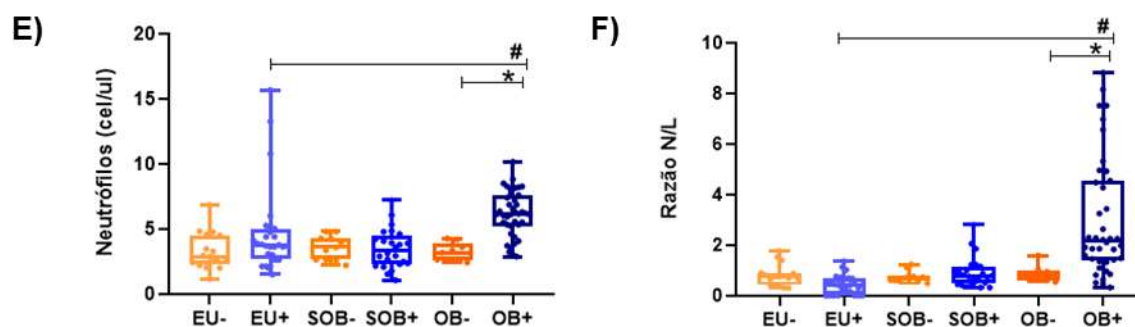 E)
Neutrófilos (cel/ul)
20
15
10
5
0
#
*
EU- EU+ SOB- SOB+ OB- OB+
F)
Razão N/L
10
8
6
4
2
0
#
*
EU- EU+ SOB- SOB+ OB- OB+